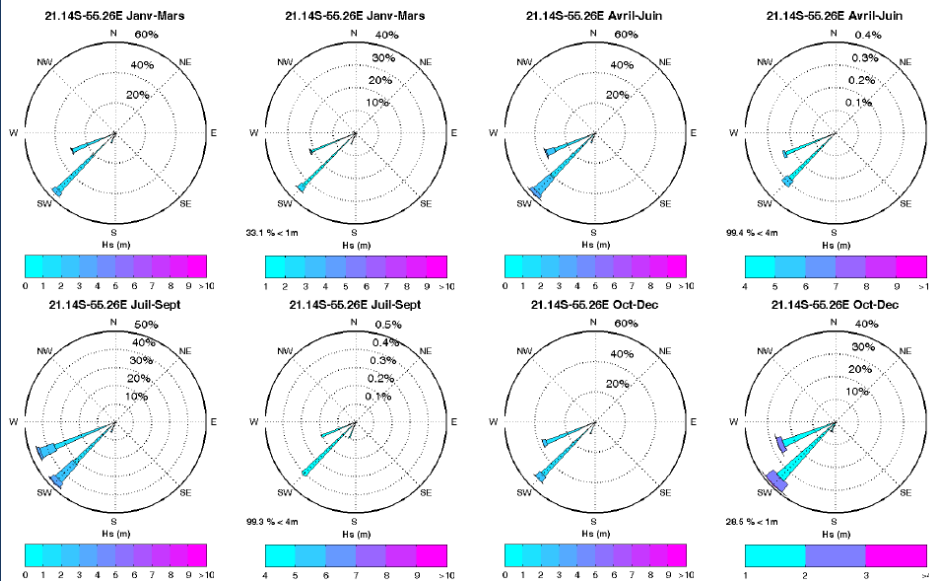 21.14S-55.26E Janv-Mars
N
60%
NW
NE
40%
20%
W
E
SW
SE
S
Hs (m)
0 1 2 3 4 5 6 7 8 9 >10
21.14S-55.26E Janv-Mars
N
40%
30%
NW
NE
20%
10%
W
E
SW
SE
S
33.1 % < 1m
Hs (m)
1 2 3 4 5 6 7 8 9 >10
21.14S-55.26E Avril-Juin
N
60%
NW
NE
40%
20%
W
E
SW
SE
S
Hs (m)
0 1 2 3 4 5 6 7 8 9 >10
21.14S-55.26E Avril-Juin
N
0.4%
0.3%
NW
NE
0.2%
0.1%
W
E
SW
SE
S
99.4 % < 4m
Hs (m)
4 5 6 7 8 9 >1
21.14S-55.26E Juil-Sept
N
50%
40%
NW
NE
30%
20%
10%
W
E
SW
SE
S
Hs (m)
0 1 2 3 4 5 6 7 8 9 >10
21.14S-55.26E Juil-Sept
N
0.5%
0.4%
NW
NE
0.3%
0.2%
0.1%
W
E
SW
SE
S
99.3 % < 4m
Hs (m)
4 5 6 7 8 9 >10
21.14S-55.26E Oct-Dec
N
60%
NW
NE
40%
20%
W
E
SW
SE
S
Hs (m)
0 1 2 3 4 5 6 7 8 9 >10
21.14S-55.26E Oct-Dec
N
40%
30%
NW
NE
20%
10%
W
E
SW
SE
S
% < 1m
Hs (m)
1 2 3